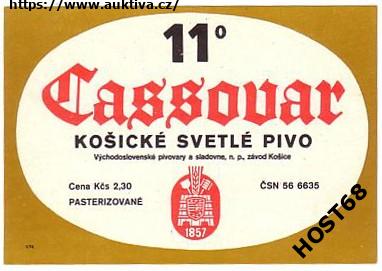 https://www.auktiva.cz/
11°
Cassovar
KOŠICKÉ SVETLÉ PIVO
Východoslovenské pivovary a sladovne, n. p., závod Košice
Cena Kčs 2,30
ČSN 56 6635
PASTERIZOVANÉ
1857
HOST68